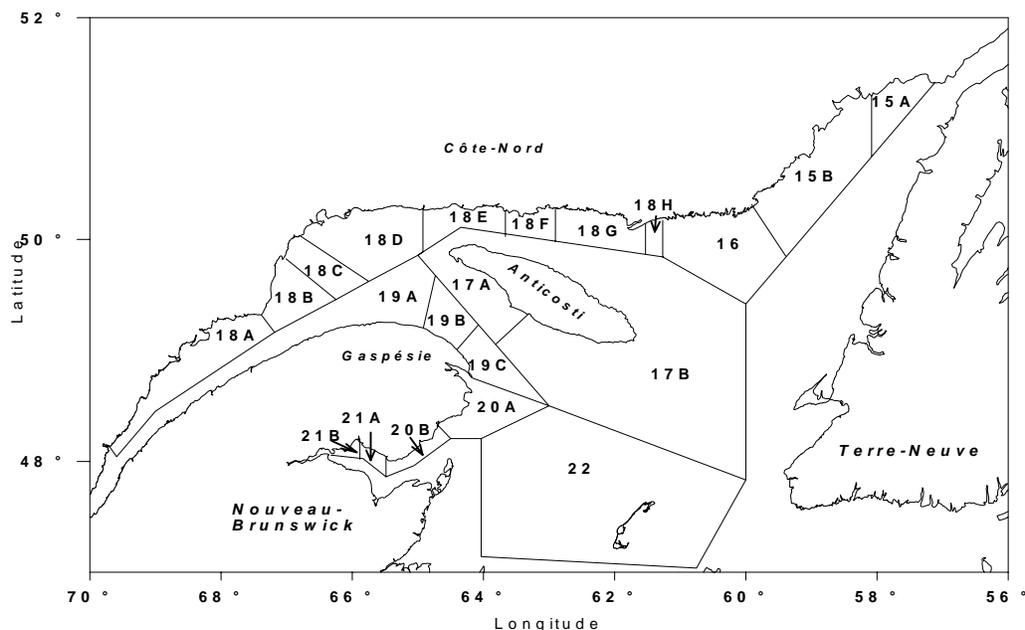 52 °
15A
Côte-Nord
15B
18H
18E
18F
18G
50 °
18D
16
18C
Anticosti
17A
18B
19A
19B
18A
Gaspésie
19C
17B
20A
21A
20B
21B
Terre-Neuve
48 °
22
Nouveau-
Brunswick
Latitude
70 ° 68 ° 66 ° 64 ° 62 ° 60 ° 58 ° 56 °
Longitude